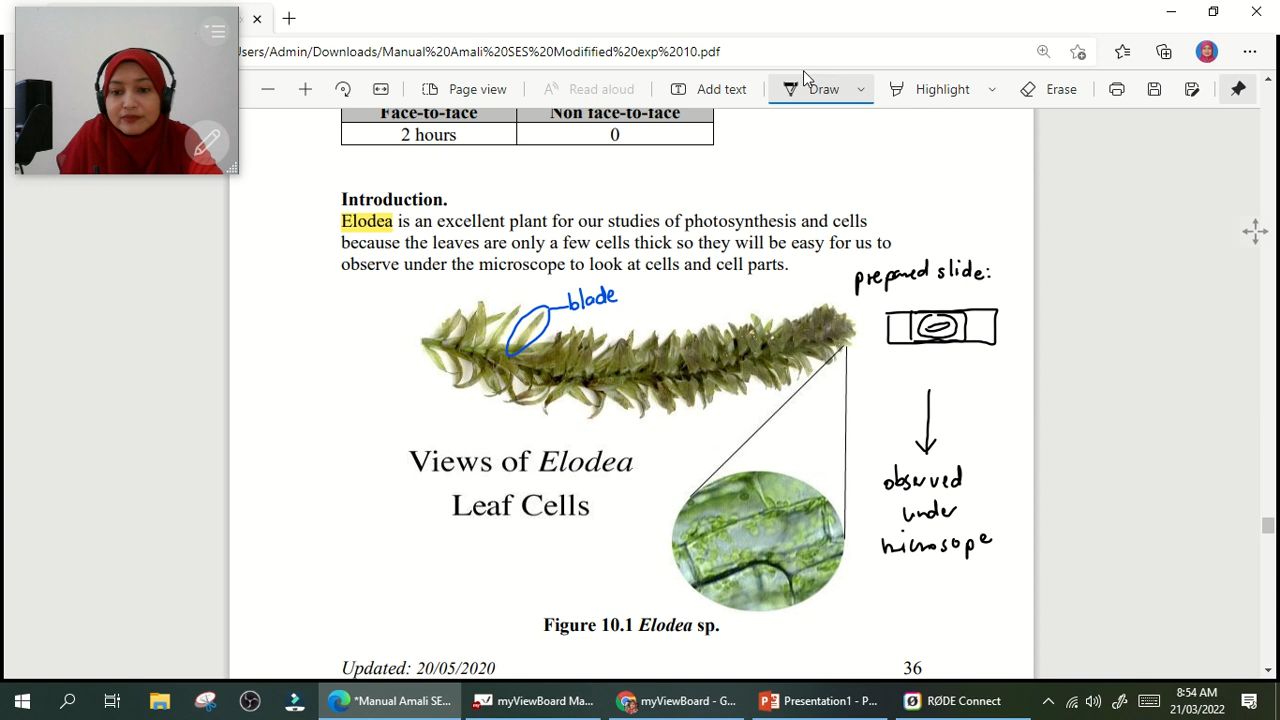 Users/Admin/Downloads/Manual%20Amali%20SES%20Modifified%20exp%2010.pdf
Page view
Read aloud
Add text
Draw
Highlight
Erase
Face-to-face Non face-to-face
2 hours 0
Introduction.
Elodea is an excellent plant for our studies of photosynthesis and cells
because the leaves are only a few cells thick so they will be easy for us to
observe under the microscope to look at cells and cell parts.
prepared slide:
blade
Views of Elodea
Leaf Cells
observed
under
microsope
Figure 10.1 Elodea sp.
Updated: 20/05/2020 36
*Manual Amali SE...
myViewBoard Ma...
myViewBoard - G...
Presentation1 - P...
RØDE Connect
8:54 AM
21/03/2022